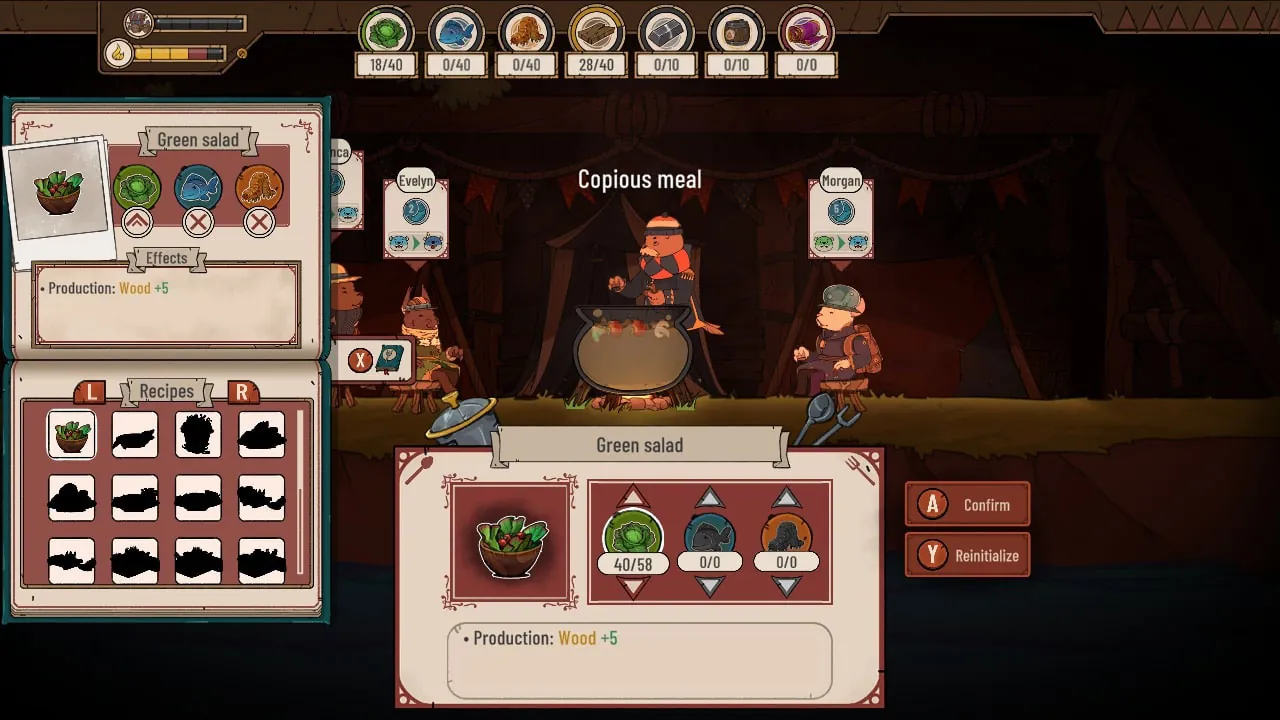 18/40
0/40
0/40
28/40
0/10
0/10
0/0
Green salad
Effects
• Production: Wood +5
L
Recipes
R
nca
Evelyn
2
X
Copious meal
Morgan
Green salad
40/58
0/0
0/0
• Production: Wood +5
A Confirm
Y Reinitialize